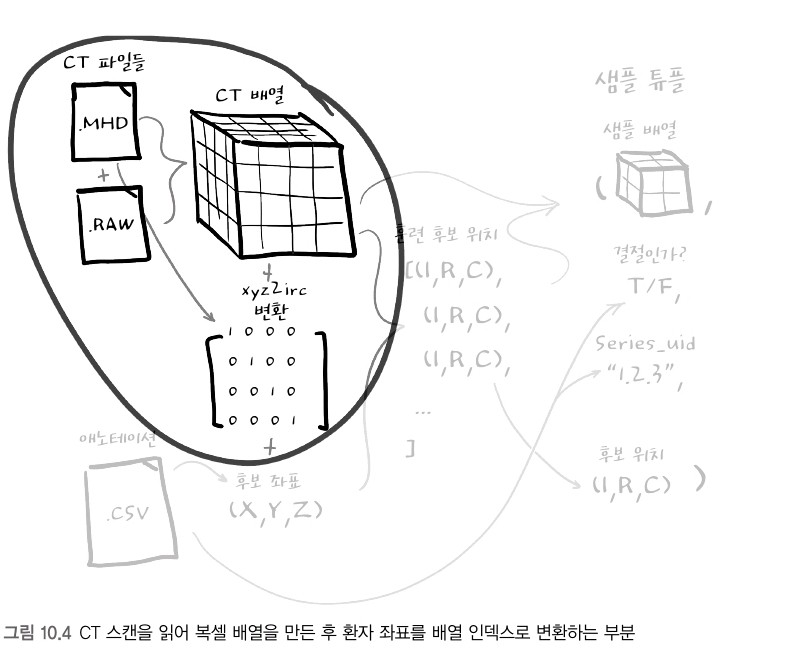 CT 파일들
.MHD
+
.RAW
CT 배열
+
xyz2irc
변환
1 0 0 0
0 1 0 0
0 0 1 0
0 0 0 1
+
애노테이션
.CSV
후보 좌표
(X,Y,Z)
훈련 후보 위치
[(I,R,C),
(I,R,C),
(I,R,C),
...
]
샘플 튜플
샘플 배열
( ,
결절인가?
T/F,
Series_uid
“1.2.3”,
후보 위치
(I,R,C) )
그림 10.4 CT 스캔을 읽어 복셀 배열을 만든 후 환자 좌표를 배열 인덱스로 변환하는 부분